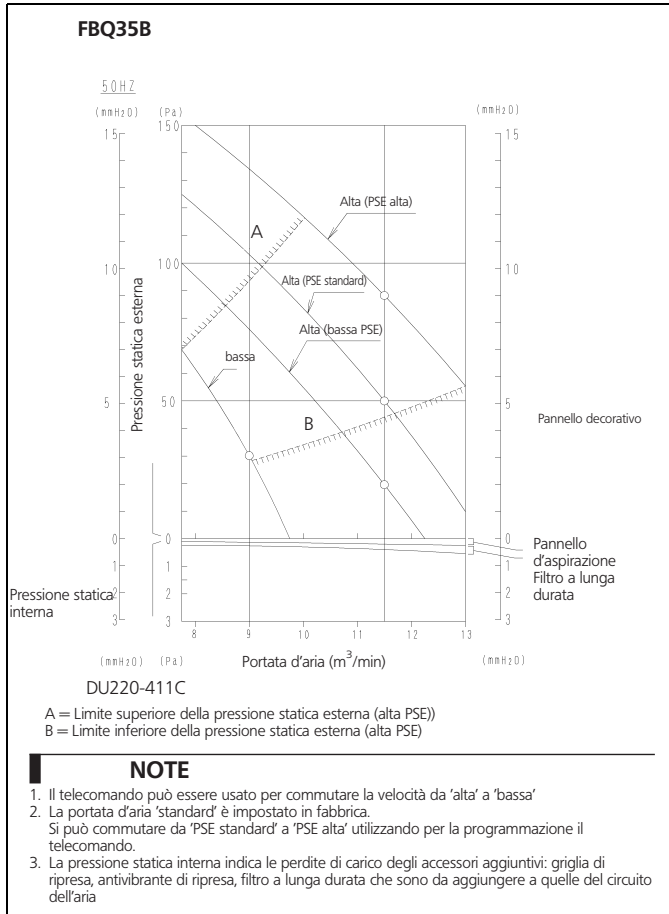 FBQ35B
50HZ
(mmH2O) (Pa) (mmH2O)
15 150 15
Alta (PSE alta)
A
10 100 10
Alta (PSE standard)
Alta (bassa PSE)
bassa
Pressione statica esterna
5 50 5
B
Pannello decorativo
0 0 0
Pannello
d'aspirazione
Filtro a lunga
durata
1 1 1
2 2 2
Pressione statica
interna
3 3 3
8 9 10 11 12 13
(mmH2O) (Pa) Portata d'aria (m³/min) (mmH2O)
DU220-411C
A = Limite superiore della pressione statica esterna (alta PSE))
B = Limite inferiore della pressione statica esterna (alta PSE)
NOTE
1. Il telecomando può essere usato per commutare la velocità da 'alta' a 'bassa'
2. La portata d'aria 'standard' è impostato in fabbrica.
Si può commutare da 'PSE standard' a 'PSE alta' utilizzando per la programmazione il
telecomando.
3. La pressione statica interna indica le perdite di carico degli accessori aggiuntivi: griglia di
ripresa, antivibrante di ripresa, filtro a lunga durata che sono da aggiungere a quelle del circuito
dell'aria